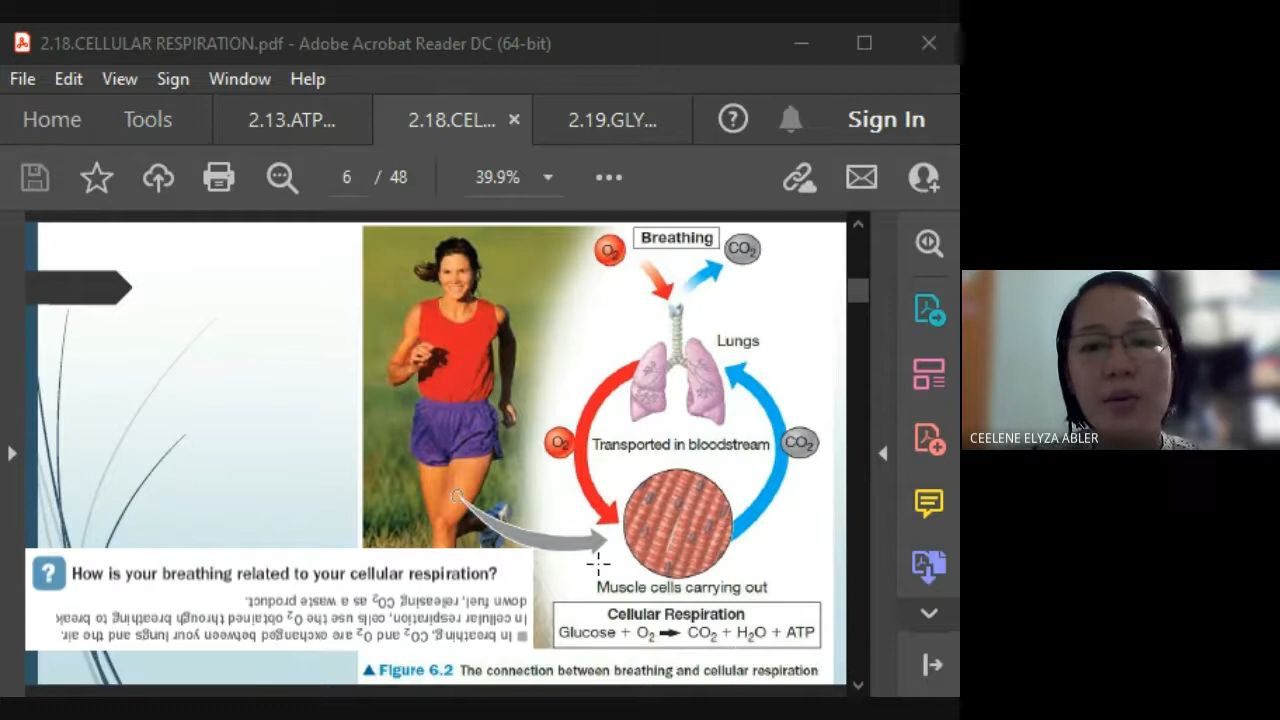 2.18.CELLULAR RESPIRATION.pdf - Adobe Acrobat Reader DC (64-bit)
File Edit View Sign Window Help
Home Tools 2.13.ATP... 2.18.CEL... 2.19.GLY... Sign In
6 / 48 39.9%
O2 Breathing CO2
Lungs
O2 Transported in bloodstream CO2
Muscle cells carrying out
Cellular Respiration
Glucose + O2 → CO2 + H2O + ATP
? How is your breathing related to your cellular respiration?
■ In breathing, CO2 and O2 are exchanged between your lungs and the air.
In cellular respiration, cells use the O2 obtained through breathing to break
down fuel, releasing CO2 as a waste product.
▲ Figure 6.2 The connection between breathing and cellular respiration
CEELENE ELYZA ABLER